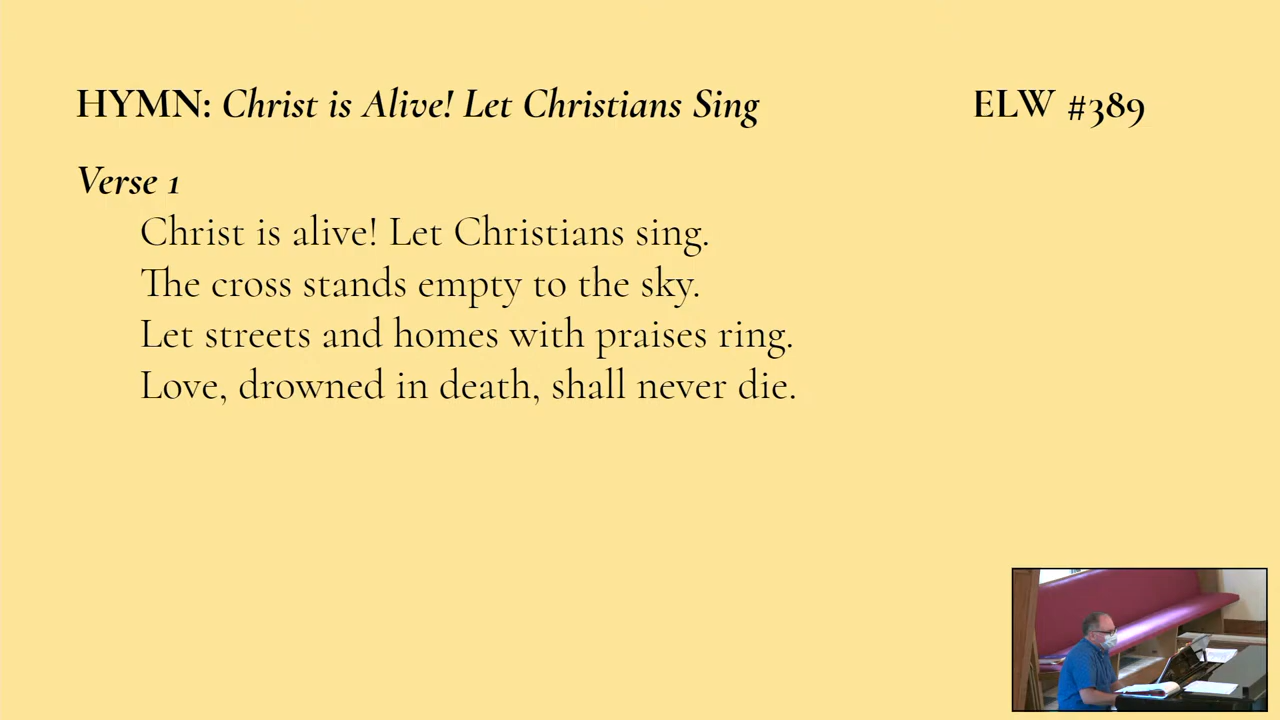 HYMN: Christ is Alive! Let Christians Sing ELW #389
Verse 1
Christ is alive! Let Christians sing.
The cross stands empty to the sky.
Let streets and homes with praises ring.
Love, drowned in death, shall never die.